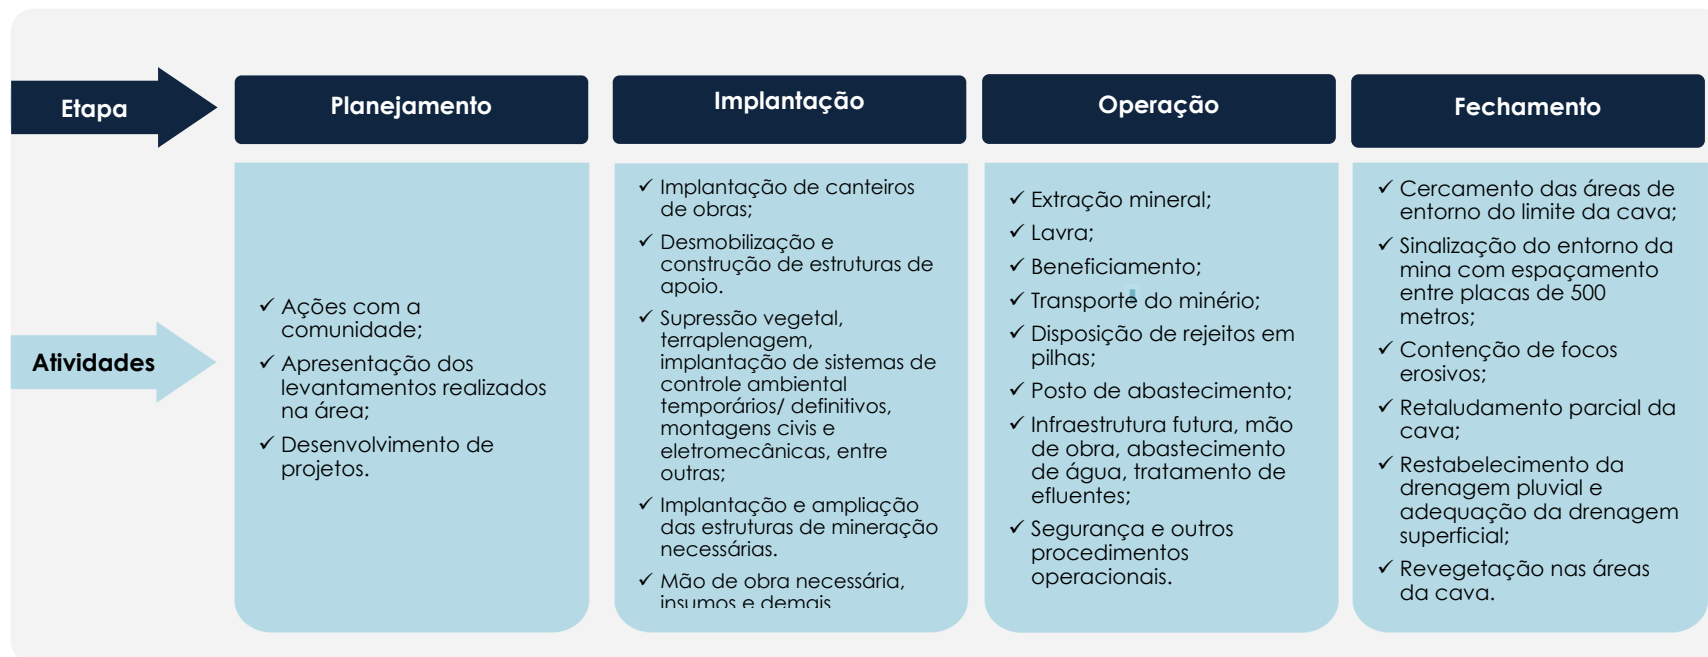 Etapa
Planejamento
Implantação
Operação
Fechamento
Atividades
✓ Ações com a
comunidade;
✓ Apresentação dos
levantamentos realizados
na área;
✓ Desenvolvimento de
projetos.
✓ Implantação de canteiros
de obras;
✓ Desmobilização e
construção de estruturas de
apoio.
✓ Supressão vegetal,
terraplenagem,
implantação de sistemas de
controle ambiental
temporários/ definitivos,
montagens civis e
eletromecânicas, entre
outras;
✓ Implantação e ampliação
das estruturas de mineração
necessárias.
✓ Mão de obra necessária,
insumos e demais
✓ Extração mineral;
✓ Lavra;
✓ Beneficiamento;
✓ Transporte do minério;
✓ Disposição de rejeitos em
pilhas;
✓ Posto de abastecimento;
✓ Infraestrutura futura, mão
de obra, abastecimento
de água, tratamento de
efluentes;
✓ Segurança e outros
procedimentos
operacionais.
✓ Cercamento das áreas de
entorno do limite da cava;
✓ Sinalização do entorno da
mina com espaçamento
entre placas de 500
metros;
✓ Contenção de focos
erosivos;
✓ Retaludamento parcial da
cava;
✓ Restabelecimento da
drenagem pluvial e
adequação da drenagem
superficial;
✓ Revegetação nas áreas
da cava.